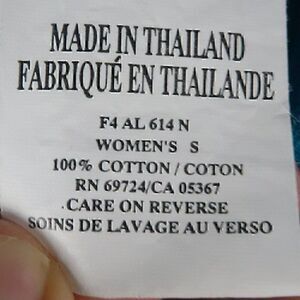 MADE IN THAILAND
FABRIQUÉ EN THAILANDE
F4 AL 614 N
WOMEN'S S
100% COTTON / COTON
RN 69724/CA 05367
CARE ON REVERSE
SOINS DE LAVAGE AU VERSO